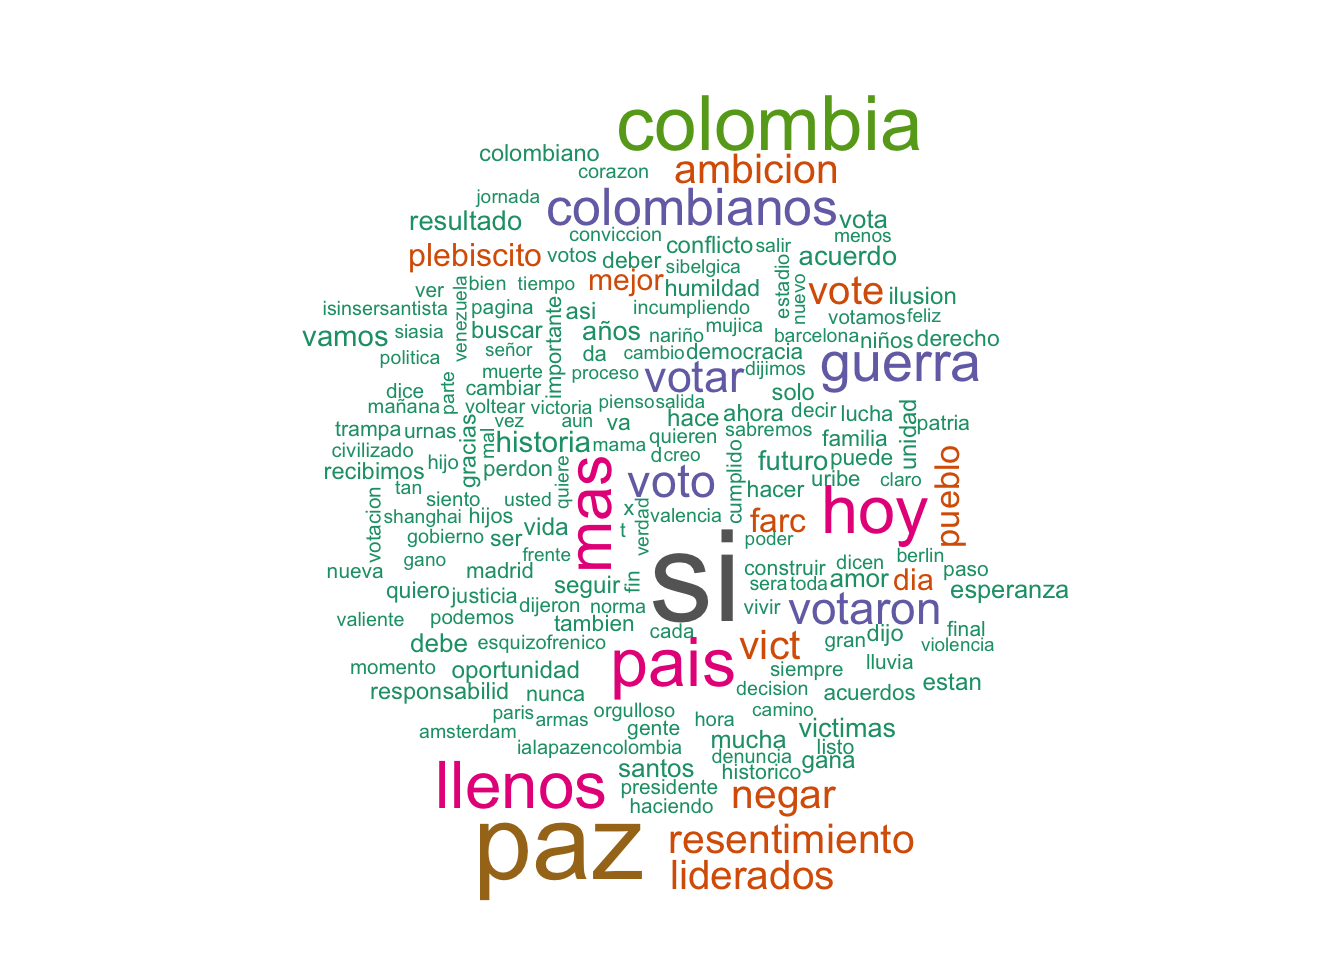 colombia
colombiano
ambicion
corazon
jornada
colombianos
resultado
vota
conviccion
menos
plebiscito
votos
deber
conflicto
salir
acuerdo
sibelgica
mejor
ver
venezuela
bien
tiempo
humildad
estadio
nuevo
vote
ilusion
isinsersantista
pagina
importante
asi
incumpliendo
votamos
feliz
vamos
siasia
buscar
años
nariño
mujica
barcelona
niños
derecho
politica
señor
da
cambio
democracia
guerra
muerte
proceso
votar
dijimos
dice
parte
cambiar
solo
mañana
voltear
victoria
pienso
salida
hace
ahora
decir
lucha
unidad
patria
trampa
urnas
gracias
mal
vez
aun
va
sabremos
civilizado
historia
mama
quieren
familia
recibimos
hijo
perdon
quiere
mas
d
creo
cumplido
futuro
puede
pueblo
tan
siento
usted
voto
hacer
uribe
claro
votacion
shanghai
hijos
vida
x
verdad
valencia
farc
hoy
gobierno
ser
t
poder
gano
frente
si
dicen
berlin
nueva
madrid
seguir
fin
construir
amor
dia
paso
quiero
justicia
sera
toda
esperanza
valiente
podemos
dijeron
norma
vivir
votaron
tambien
cada
final
debe
esquizofrenico
vict
gran
dijo
violencia
momento
oportunidad
pais
siempre
lluvia
responsabilid
nunca
decision
acuerdos
estan
paris
armas
orgulloso
hora
camino
amsterdam
gente
victimas
ialapazencolombia
mucha
listo
denuncia
gana
llenos
santos
historico
presidente
negar
haciendo
paz
resentimiento
liderados